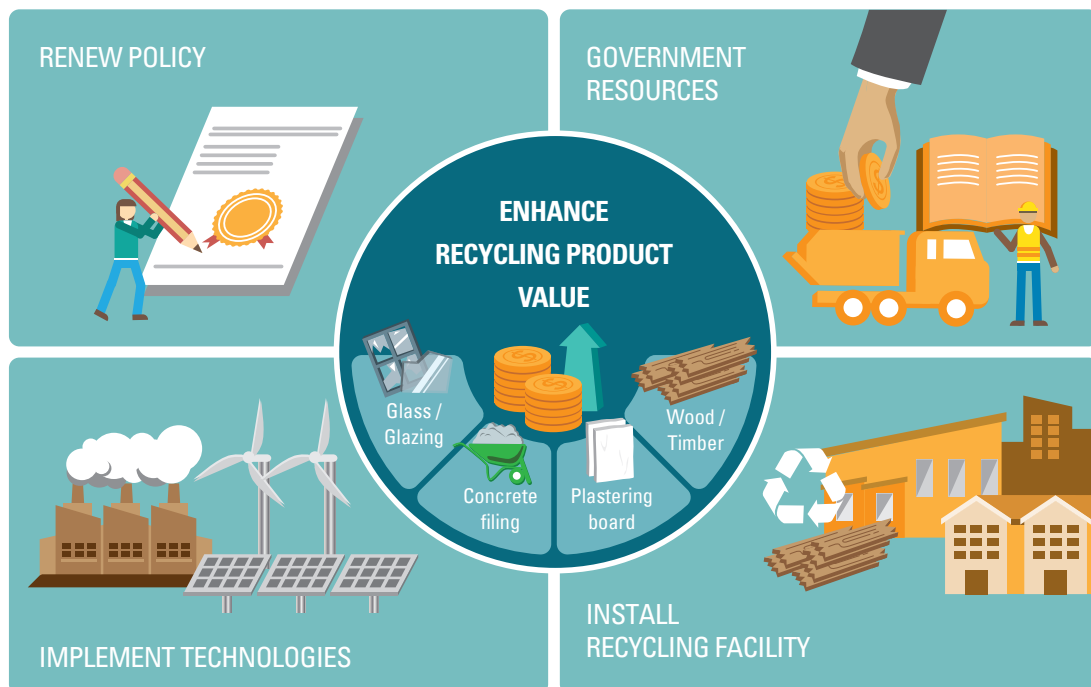 RENEW POLICY
GOVERNMENT
RESOURCES
ENHANCE
RECYCLING PRODUCT
VALUE
Glass /
Glazing
Concrete
filing
Plastering
board
Wood /
Timber
IMPLEMENT TECHNOLOGIES
INSTALL
RECYCLING FACILITY